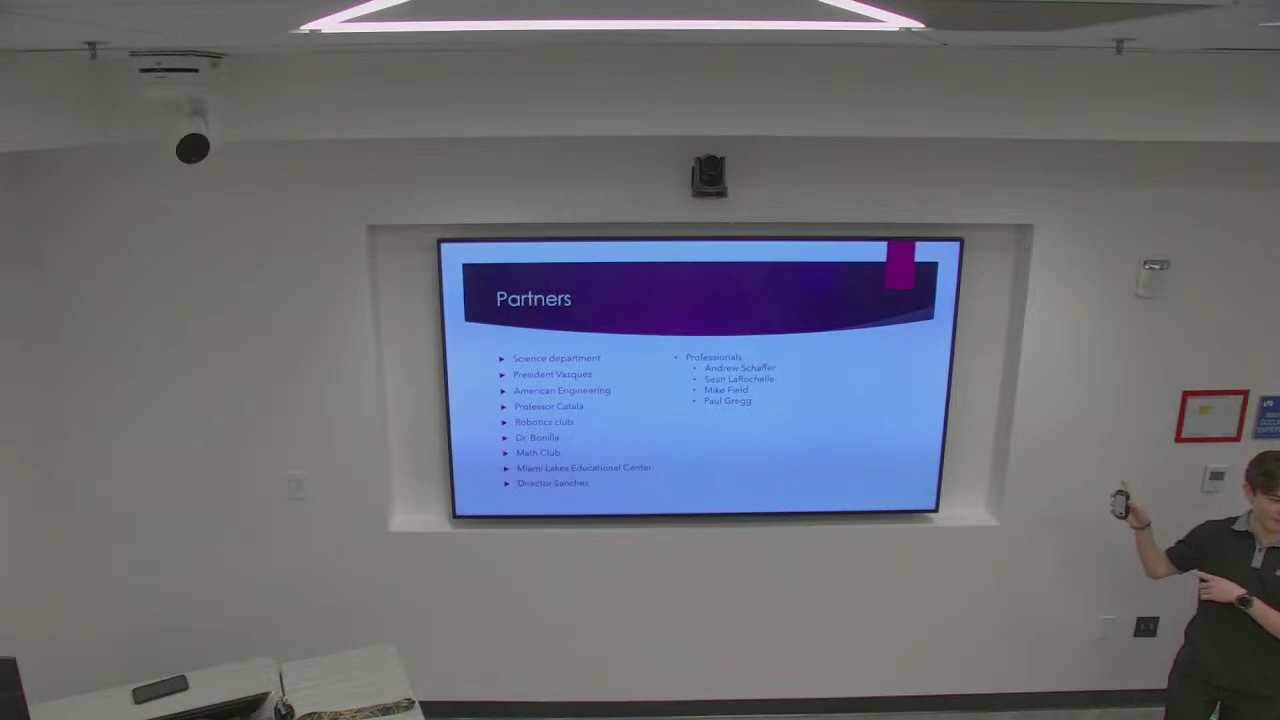 Partners
Science department
President Vazquez
American Engineering
Professor Catala
Robotics club
Dr. Bonilla
Math Club
Miami Lakes Educational Center
Director Sanches
Professionals
Andrew Schaffer
Sean LaRochelle
Mike Field
Paul Gregg